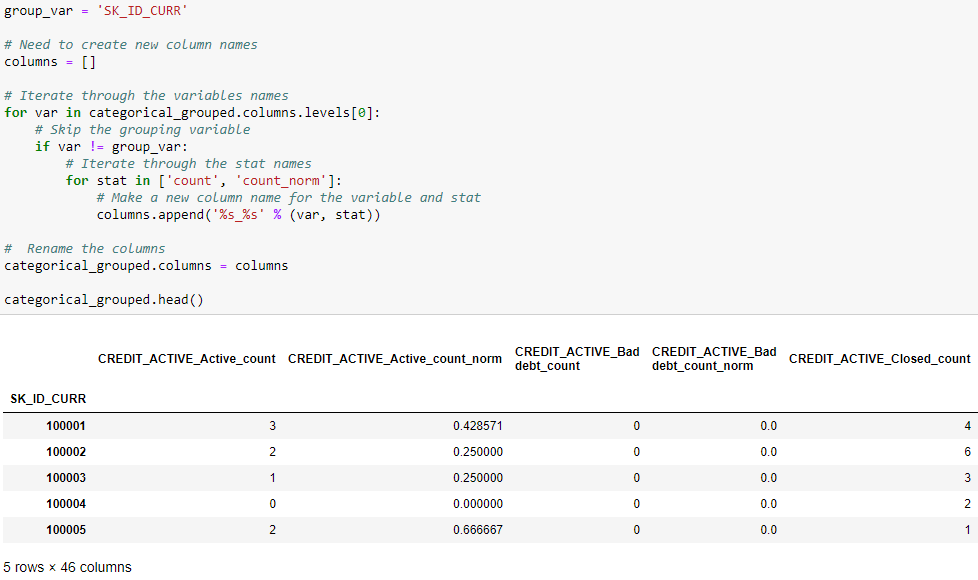 group_var = 'SK_ID_CURR'
# Need to create new column names
columns = []
# Iterate through the variables names
for var in categorical_grouped.columns.levels[0]:
    # Skip the grouping variable
    if var != group_var:
        # Iterate through the stat names
        for stat in ['count', 'count_norm']:
            # Make a new column name for the variable and stat
            columns.append('%s_%s' % (var, stat))
#  Rename the columns
categorical_grouped.columns = columns
categorical_grouped.head()
CREDIT_ACTIVE_Active_count CREDIT_ACTIVE_Active_count_norm CREDIT_ACTIVE_Bad debt_count CREDIT_ACTIVE_Bad debt_count_norm CREDIT_ACTIVE_Closed_count
SK_ID_CURR
100001 3 0.428571 0 0.0 4
100002 2 0.250000 0 0.0 6
100003 1 0.250000 0 0.0 3
100004 0 0.000000 0 0.0 2
100005 2 0.666667 0 0.0 1
5 rows × 46 columns